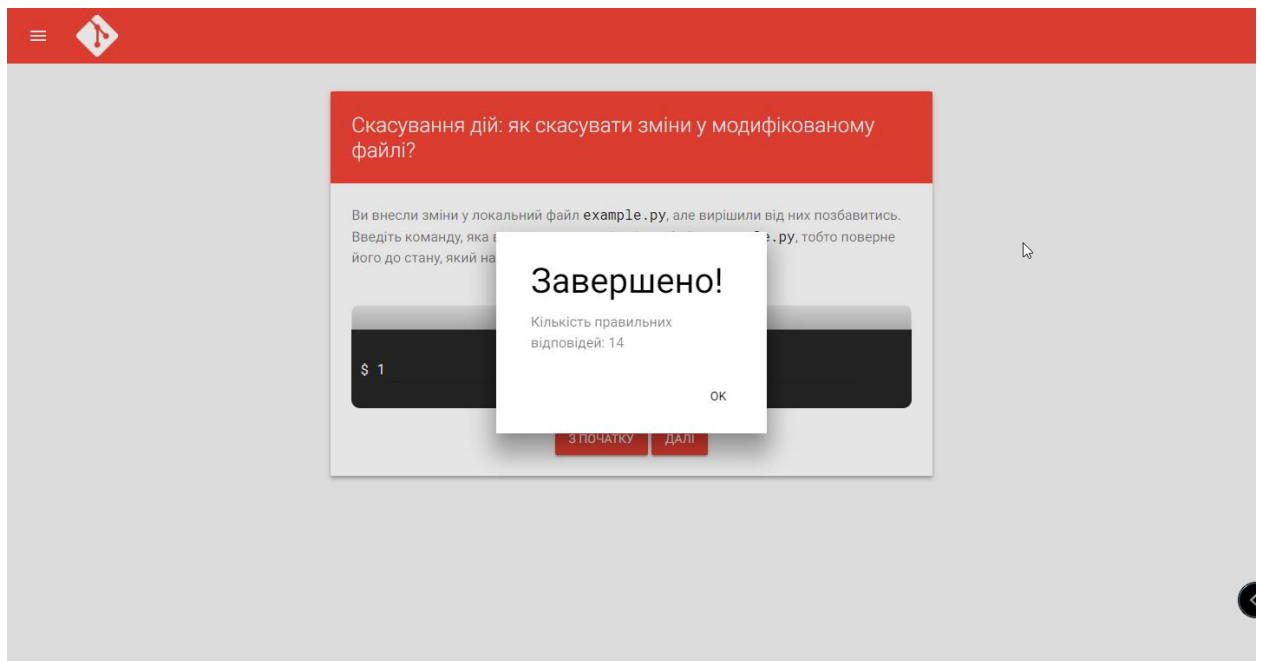 Скасування дій: як скасувати зміни у модифікованому
файлі?
Ви внесли зміни у локальний файл example.py, але вирішили від них позбавитись.
Введіть команду, яка e.py, тобто поверне
його до стану, який
Завершено!
Кількість правильних
відповідей: 14
OK
$ 1
З ПОЧАТКУ ДАЛІ